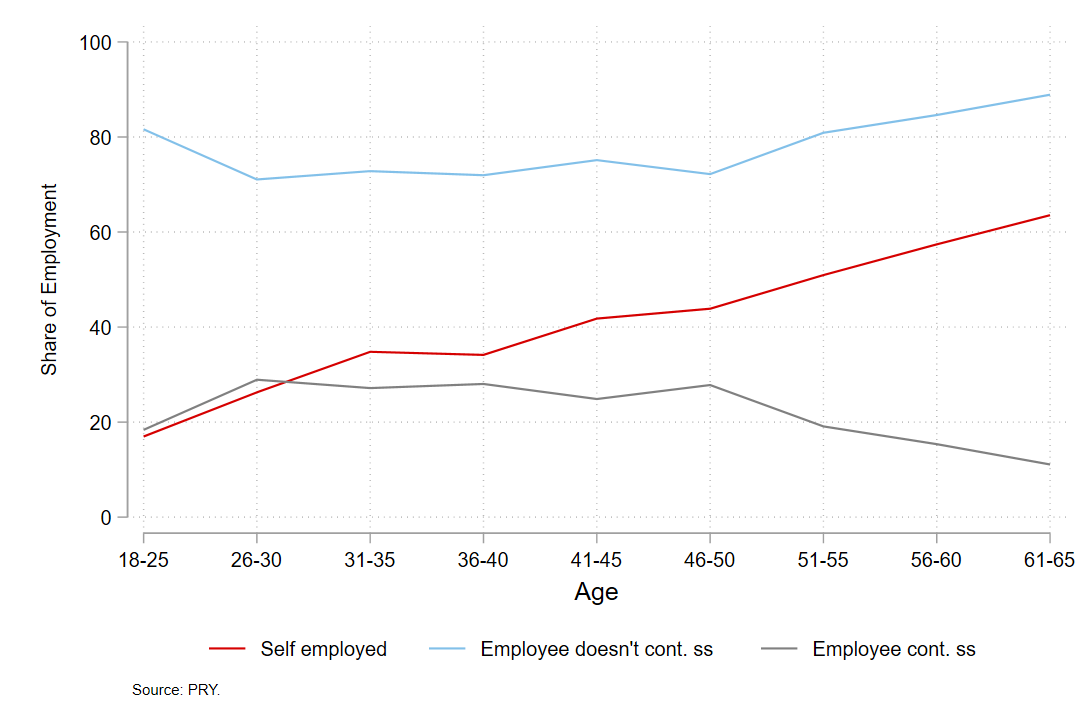 100
80
60
40
20
0
Share of Employment
18-25 26-30 31-35 36-40 41-45 46-50 51-55 56-60 61-65
Age
Self employed Employee doesn't cont. ss Employee cont. ss
Source: PRY.